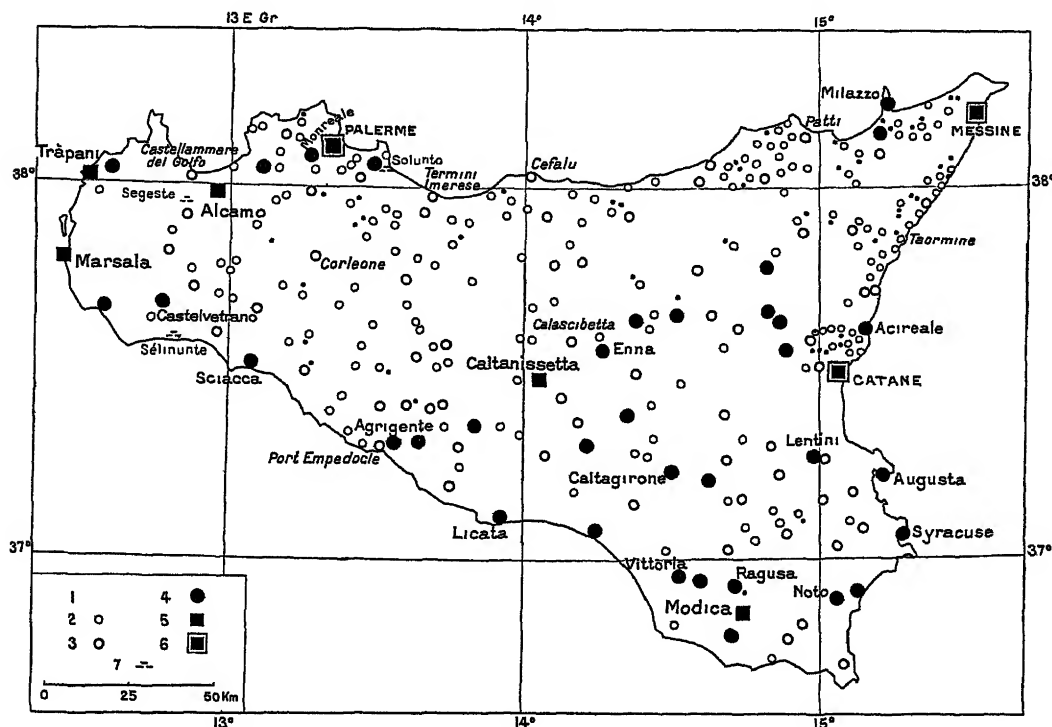 13 E Gr
14°
15°
Milazzo
Monreale
PALERME
Patti
MESSINE
Tràpani
Castellammare
del Golfo
Solunto
Cefalu
38°
Segeste
Termini
Imerese
38°
Alcamo
Taormine
Marsala
Corleone
Castelvetrano
Calascibetta
Acireale
Sélinunte
Enna
Sciacca
Caltanissetta
CATANE
Agrigente
Lentini
Port Empedocle
Caltagirone
Augusta
Licata
Syracuse
37°
37°
Vittoria
Ragusa
Noto
Modica
1 4
2 5
3 6
7
0 25 50 Km
13°
14°
15°